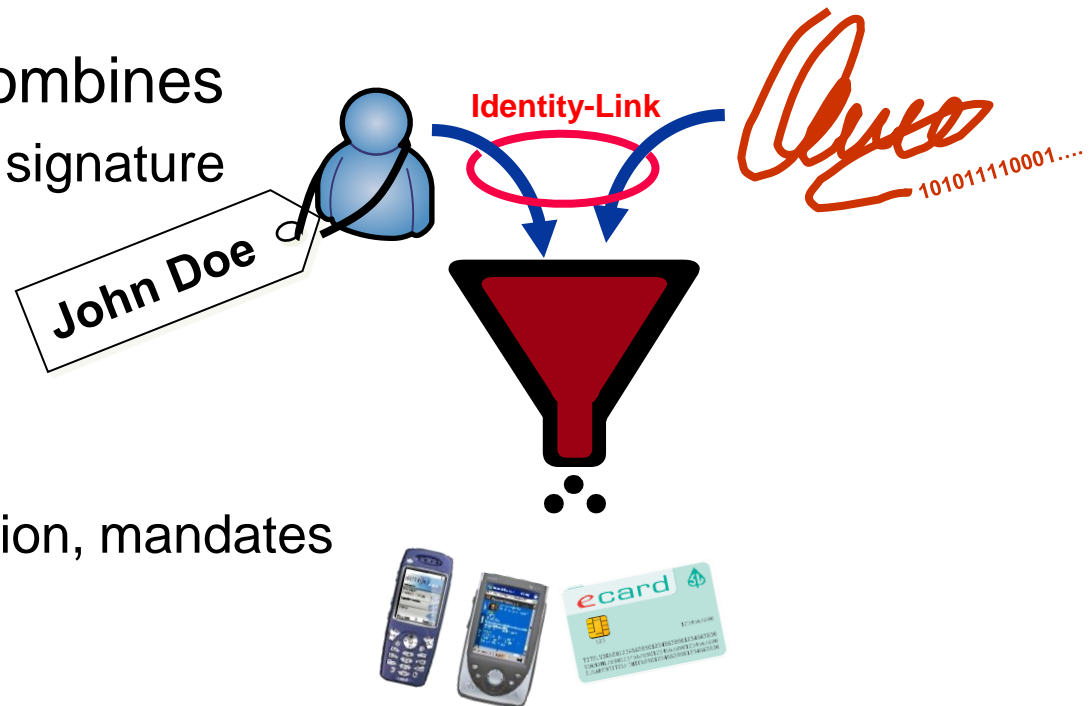 ombines
Identity-Link
signature
101011110001....
John Doe
ion, mandates
ecard